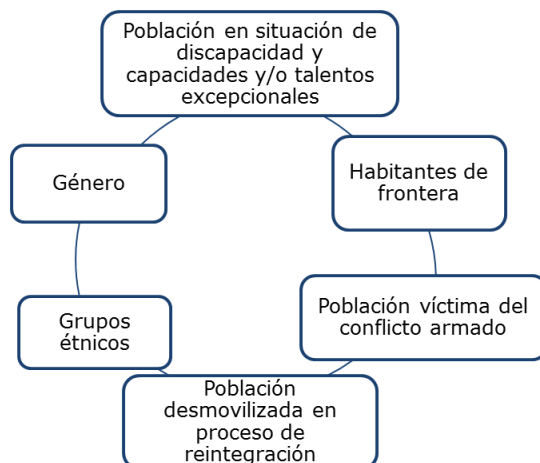 Población en situación de
discapacidad y
capacidades y/o talentos
excepcionales
Habitantes de
frontera
Población víctima del
conflicto armado
Población
desmovilizada en
proceso de
reintegración
Grupos
étnicos
Género